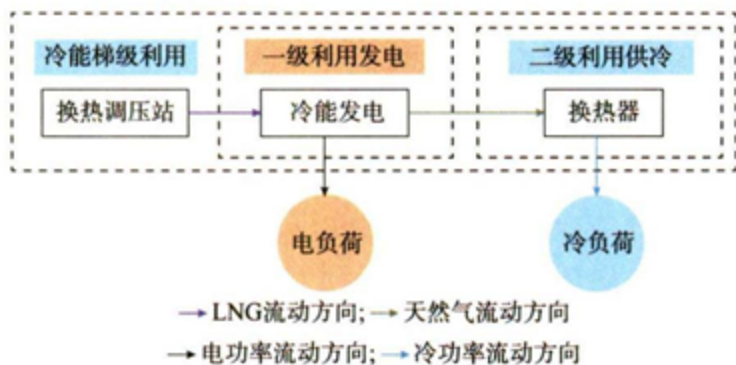 冷能梯级利用 一级利用发电 二级利用供冷
换热调压站 冷能发电 换热器
电负荷 冷负荷
LNG流动方向; 天然气流动方向
电功率流动方向; 冷功率流动方向